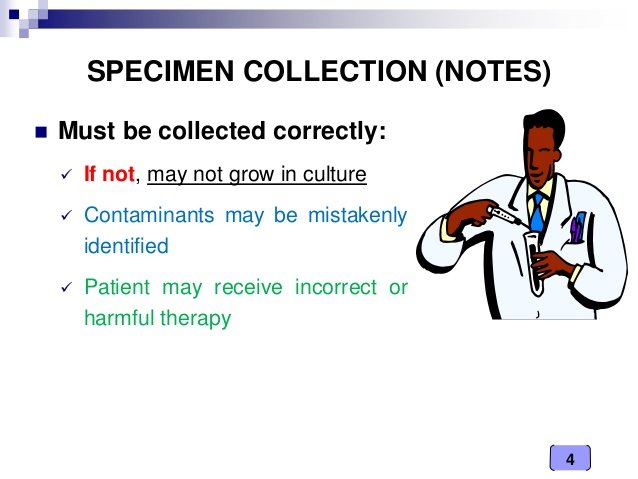 SPECIMEN COLLECTION (NOTES)
Must be collected correctly:
If not, may not grow in culture
Contaminants may be mistakenly
identified
Patient may receive incorrect or
harmful therapy
4